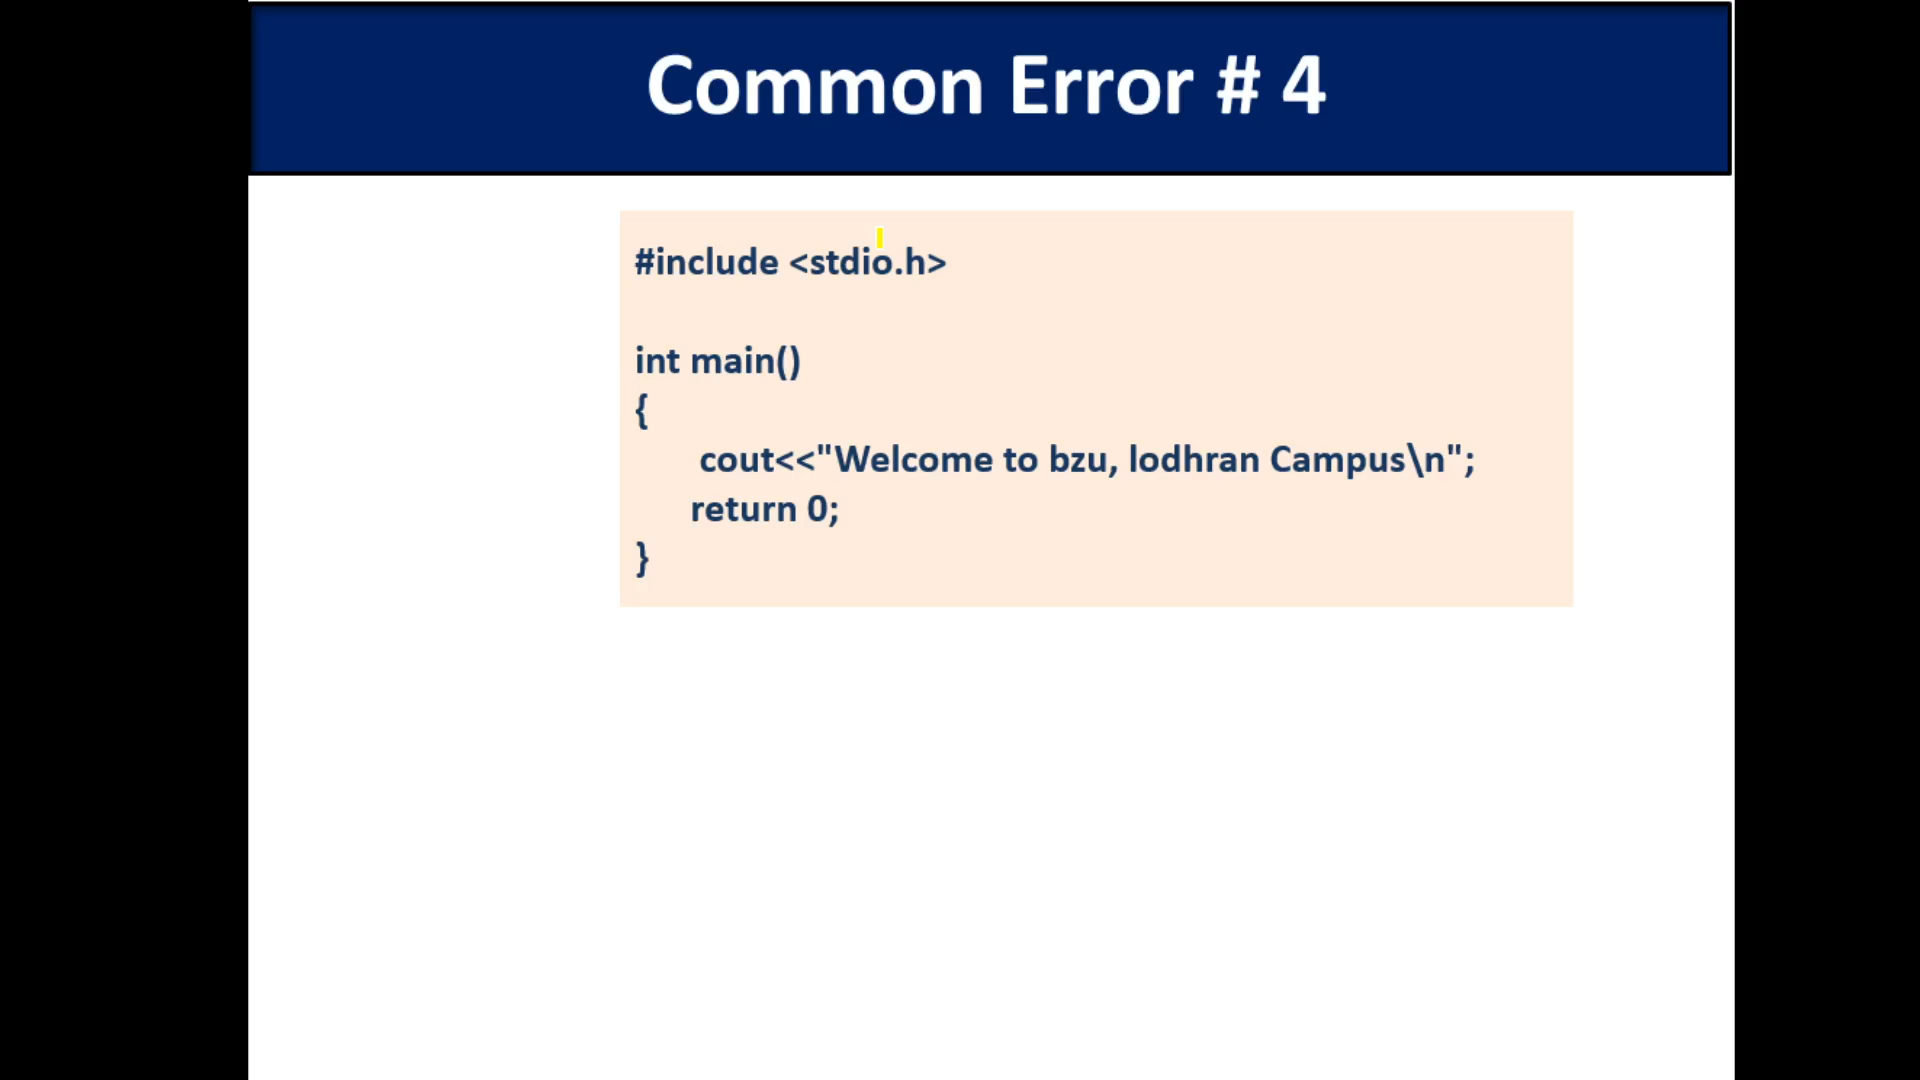 Common Error # 4
#include <stdio.h>
int main()
{
cout<<"Welcome to bzu, lodhran Campus\n";
return 0;
}